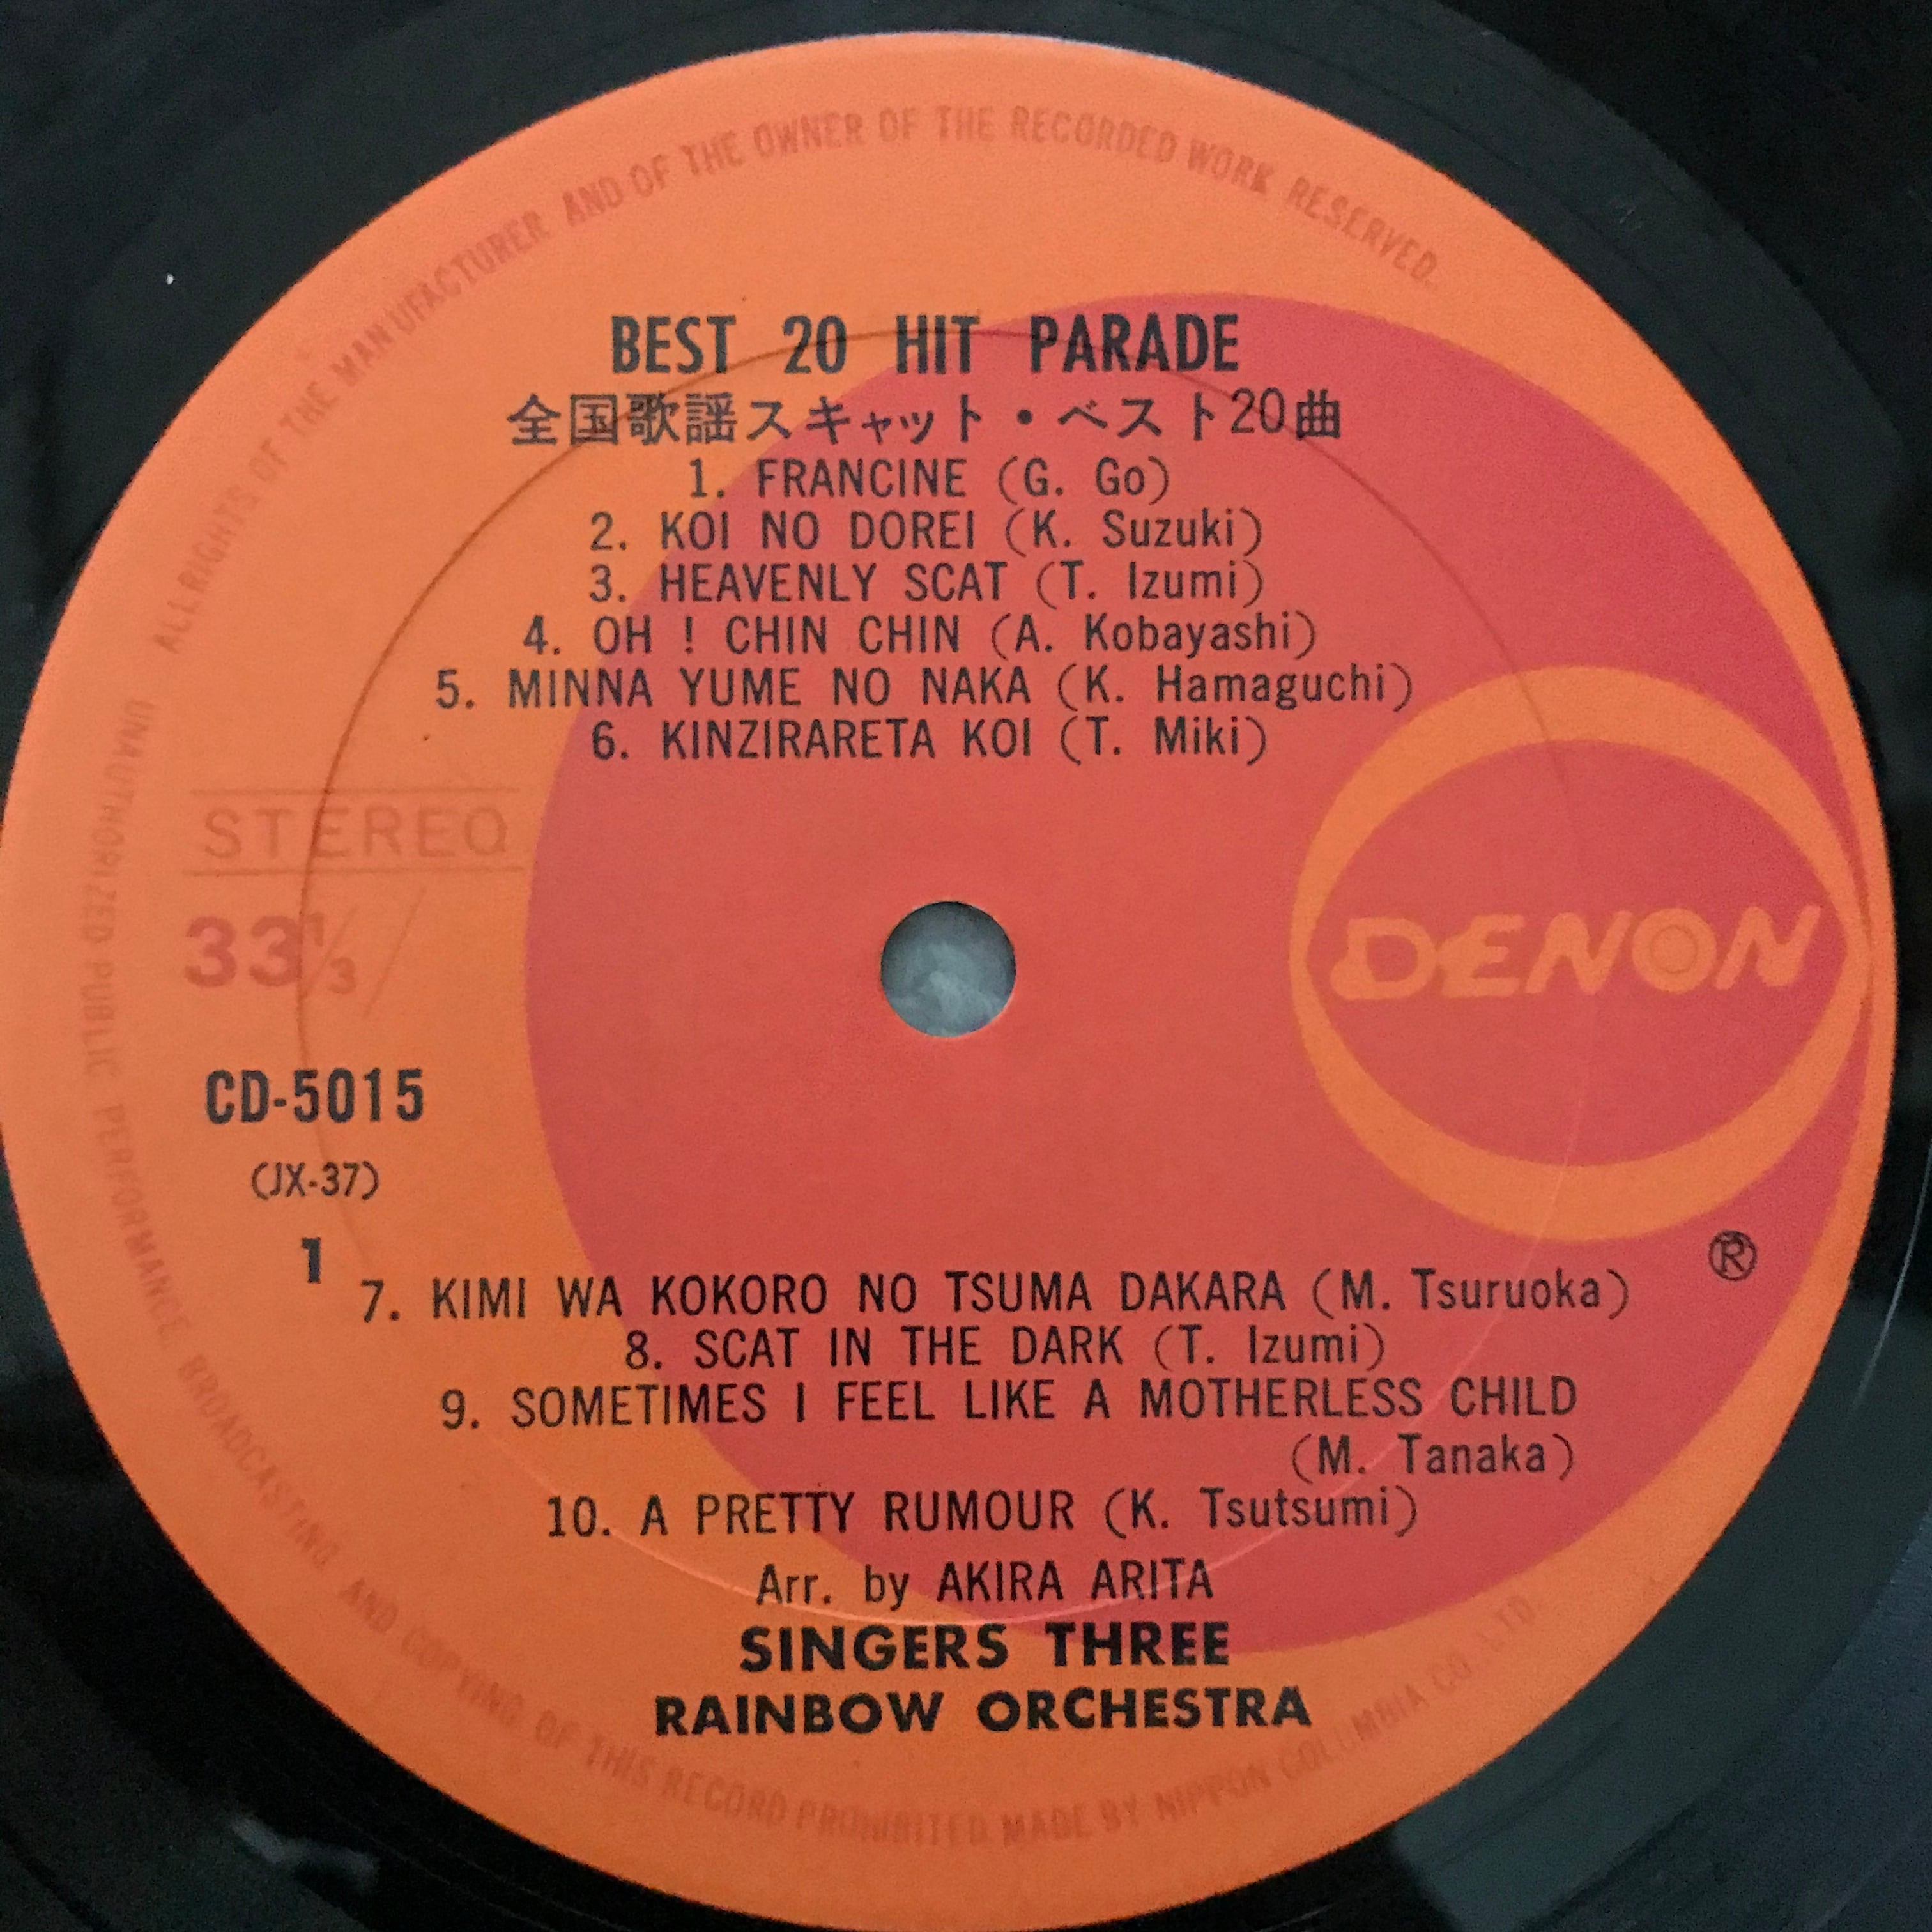 ALL RIGHTS OF THE MANUFACTURER AND OF THE OWNER OF THE RECORDED WORK RESERVED.
BEST 20 HIT PARADE
全国歌謡スキャット・ベスト20曲
1. FRANCINE (G. Go)
2. KOI NO DOREI (K. Suzuki)
3. HEAVENLY SCAT (T. Izumi)
4. OH ! CHIN CHIN (A. Kobayashi)
5. MINNA YUME NO NAKA (K. Hamaguchi)
6. KINZIRARETA KOI (T. Miki)
STEREO
33 1/3
DENON
CD-5015
(JX-37)
1
®
7. KIMI WA KOKORO NO TSUMA DAKARA (M. Tsuruoka)
8. SCAT IN THE DARK (T. Izumi)
9. SOMETIMES I FEEL LIKE A MOTHERLESS CHILD
(M. Tanaka)
10. A PRETTY RUMOUR (K. Tsutsumi)
Arr. by AKIRA ARITA
SINGERS THREE
RAINBOW ORCHESTRA
UNAUTHORIZED PUBLIC PERFORMANCE, BROADCASTING AND COPYING OF THIS RECORD PROHIBITED MADE BY NIPPON COLUMBIA CO., LTD.